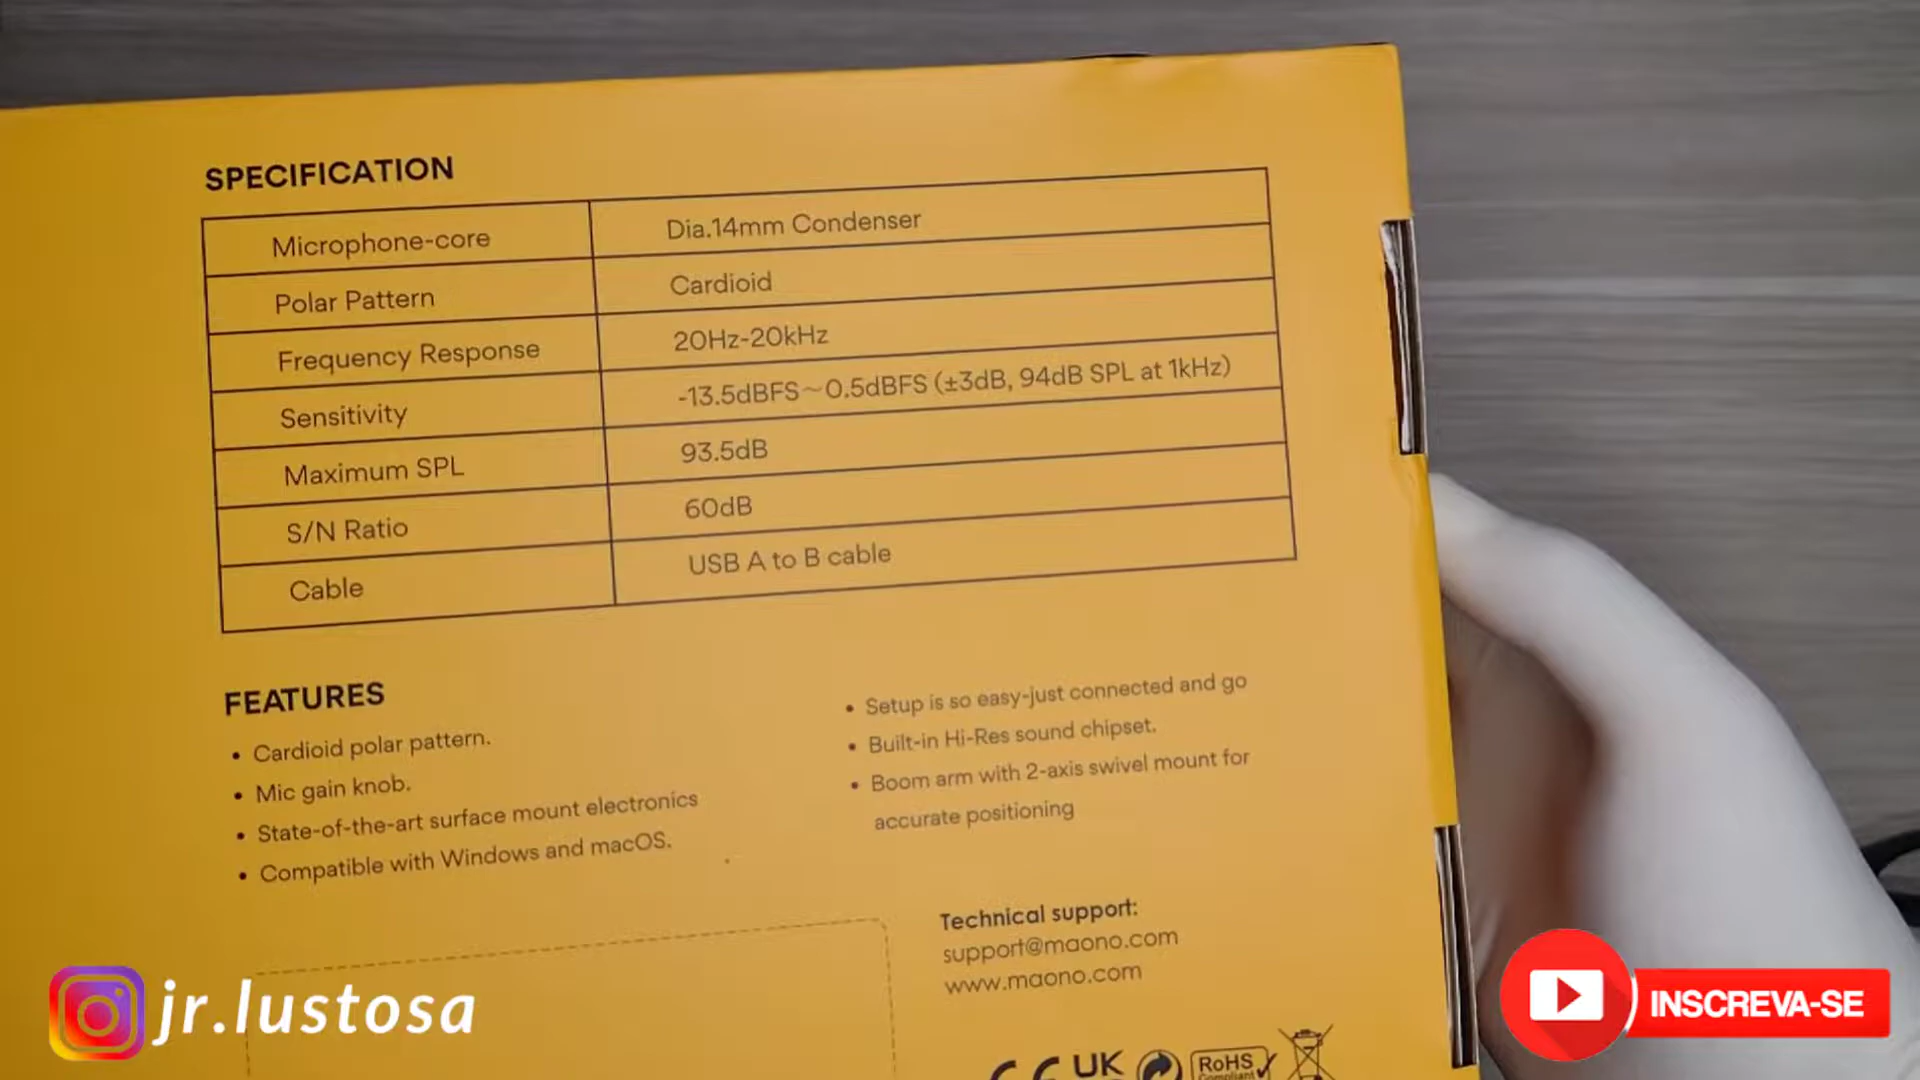 SPECIFICATION
Microphone-core Dia.14mm Condenser
Polar Pattern Cardioid
Frequency Response 20Hz-20kHz
Sensitivity -13.5dBFS~0.5dBFS (±3dB, 94dB SPL at 1kHz)
Maximum SPL 93.5dB
S/N Ratio 60dB
Cable USB A to B cable
FEATURES
• Cardioid polar pattern.
• Mic gain knob.
• State-of-the-art surface mount electronics
• Compatible with Windows and macOS.
• Setup is so easy-just connected and go
• Built-in Hi-Res sound chipset.
• Boom arm with 2-axis swivel mount for
accurate positioning
Technical support:
support@maono.com
www.maono.com
CE UK RoHS
jr.lustosa
INSCREVA-SE